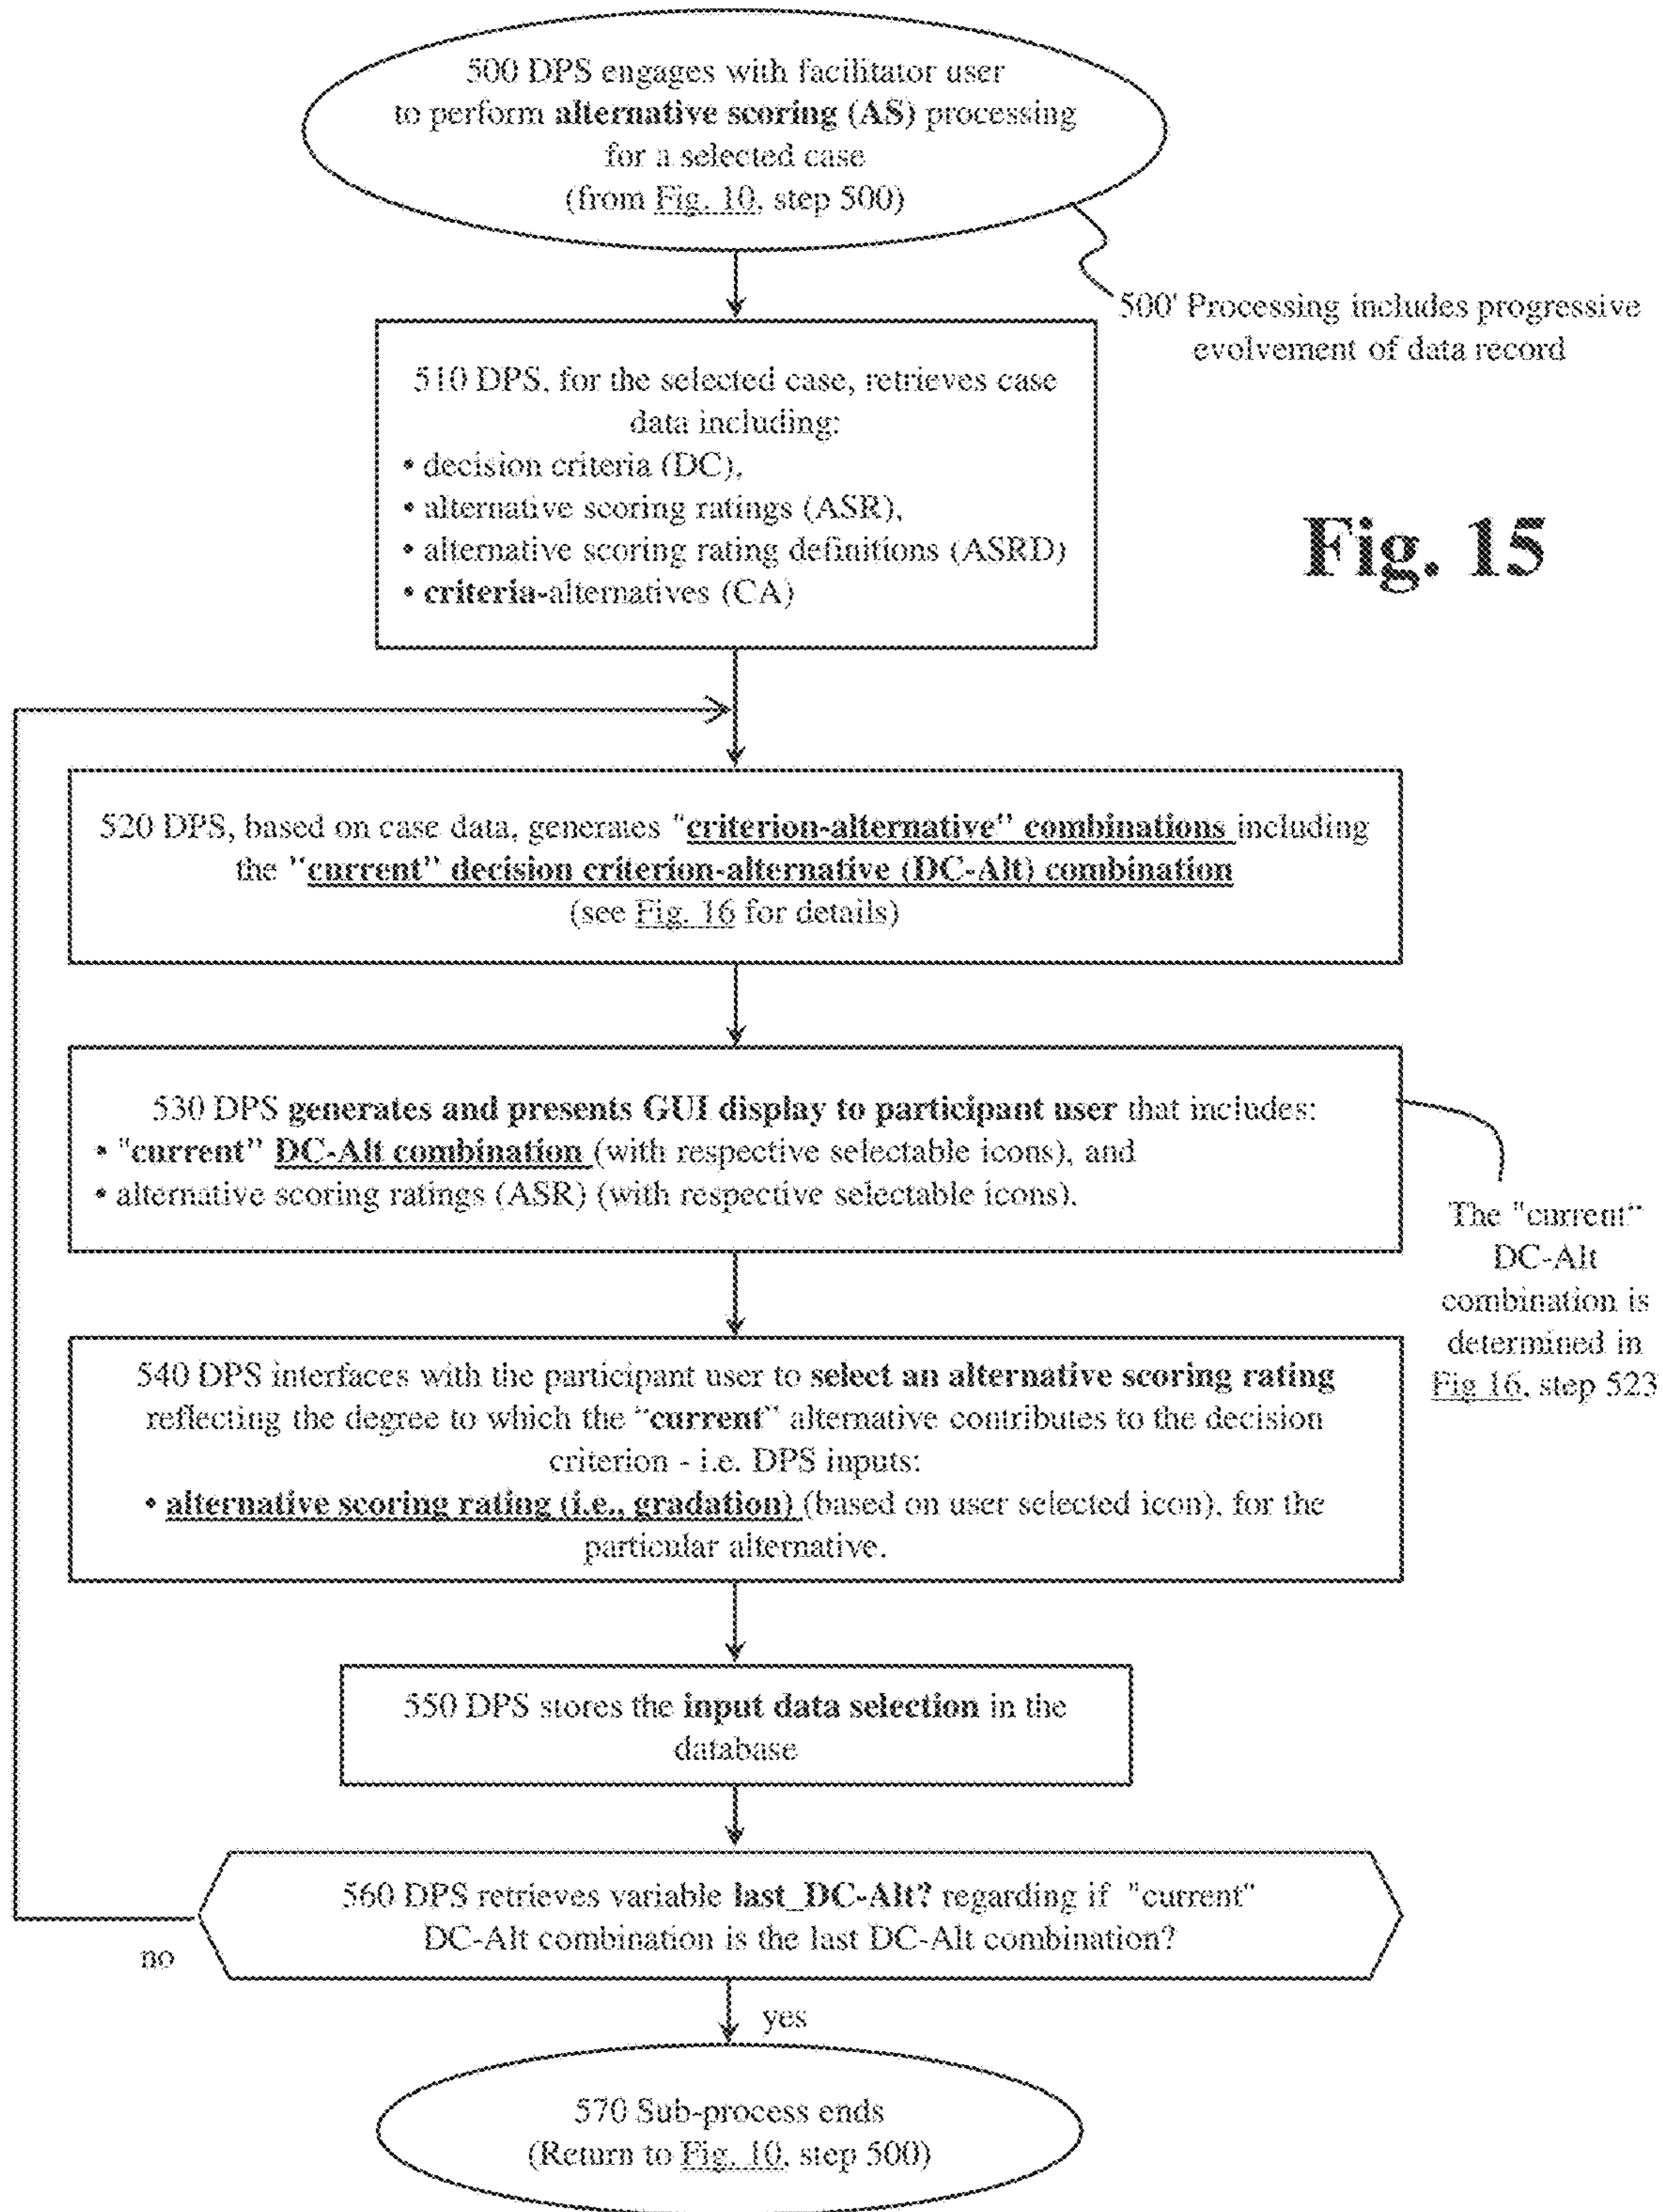 500 DPS engages with facilitator user
to perform alternative scoring (AS) processing
for a selected case
(from Fig. 10, step 500)
500' Processing includes progressive
evolvement of data record
510 DPS, for the selected case, retrieves case
data including:
• decision criteria (DC),
• alternative scoring ratings (ASR),
• alternative scoring rating definitions (ASRD)
• criteria-alternatives (CA)
Fig. 15
520 DPS, based on case data, generates "criterion-alternative" combinations including
the "current" decision criterion-alternative (DC-Alt) combination
(see Fig. 16 for details)
530 DPS generates and presents GUI display to participant user that includes:
• "current" DC-Alt combination (with respective selectable icons), and
• alternative scoring ratings (ASR) (with respective selectable icons).
The "current"
DC-Alt
combination is
determined in
Fig 16, step 523
540 DPS interfaces with the participant user to select an alternative scoring rating
reflecting the degree to which the "current" alternative contributes to the decision
criterion - i.e. DPS inputs:
• alternative scoring rating (i.e., gradation) (based on user selected icon), for the
particular alternative.
550 DPS stores the input data selection in the
database
560 DPS retrieves variable last_DC-Alt? regarding if "current"
DC-Alt combination is the last DC-Alt combination?
no
yes
570 Sub-process ends
(Return to Fig. 10, step 500)